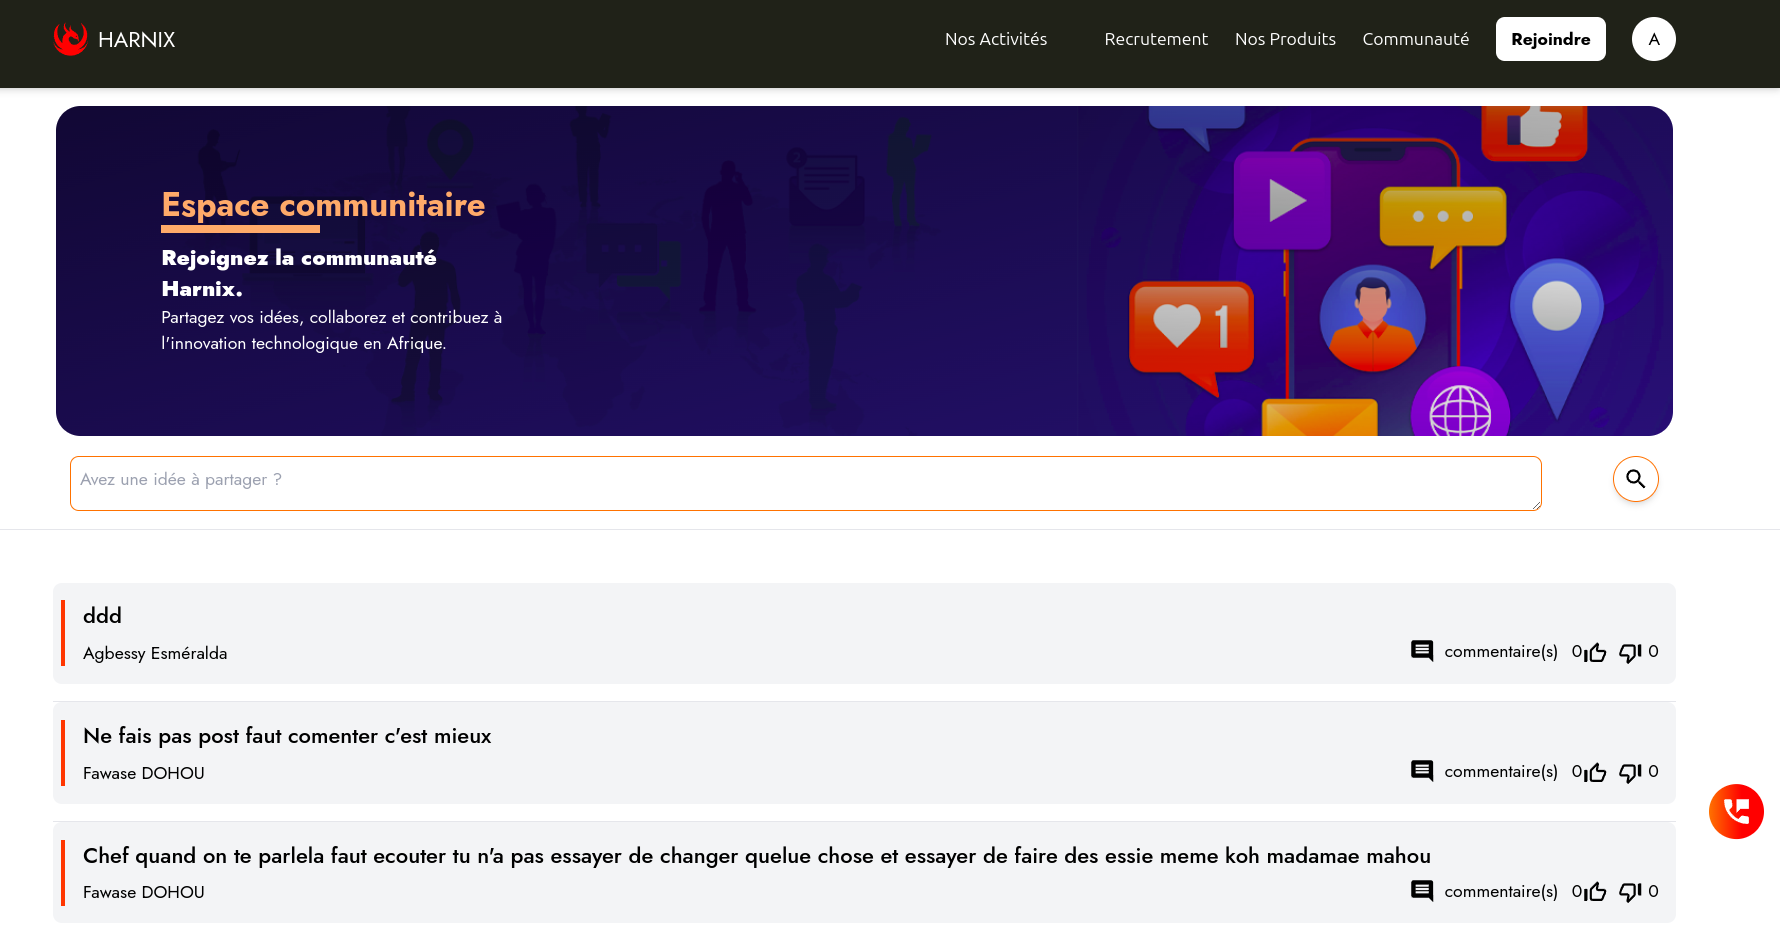 HARNIX
Nos Activités Recrutement Nos Produits Communauté Rejoindre A
Espace communitaire
Rejoignez la communauté
Harnix.
Partagez vos idées, collaborez et contribuez à
l'innovation technologique en Afrique.
1
Avez une idée à partager ?
ddd
Agbessy Esméralda
commentaire(s) 0 0
Ne fais pas post faut comenter c'est mieux
Fawase DOHOU
commentaire(s) 0 0
Chef quand on te parlela faut ecouter tu n'a pas essayer de changer quelue chose et essayer de faire des essie meme koh madamae mahou
Fawase DOHOU
commentaire(s) 0 0